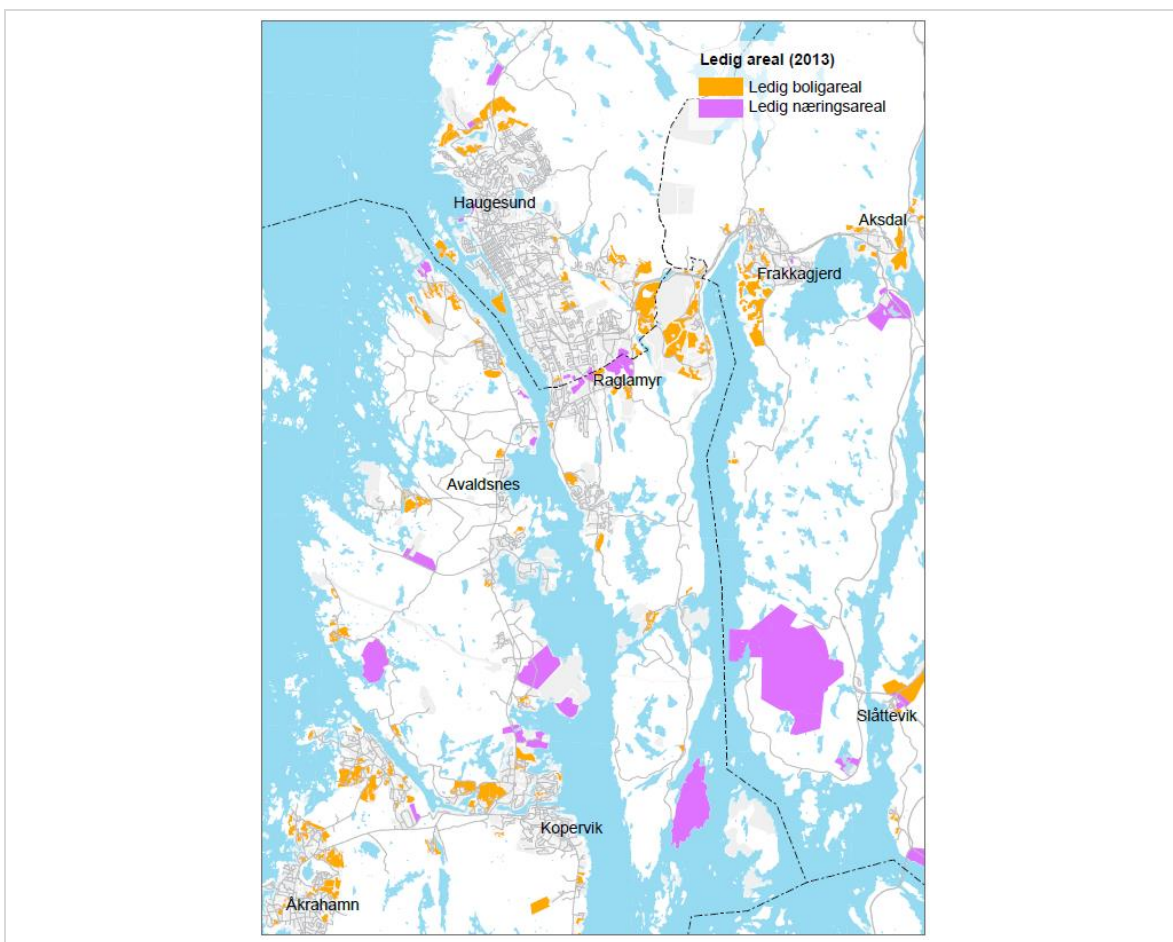 Ledig areal (2013)
Ledig boligareal
Ledig næringsareal
Haugesund
Aksdal
Frakkagjerd
Raglamyr
Avaldsnes
Slåttevik
Kopervik
Åkrahamn